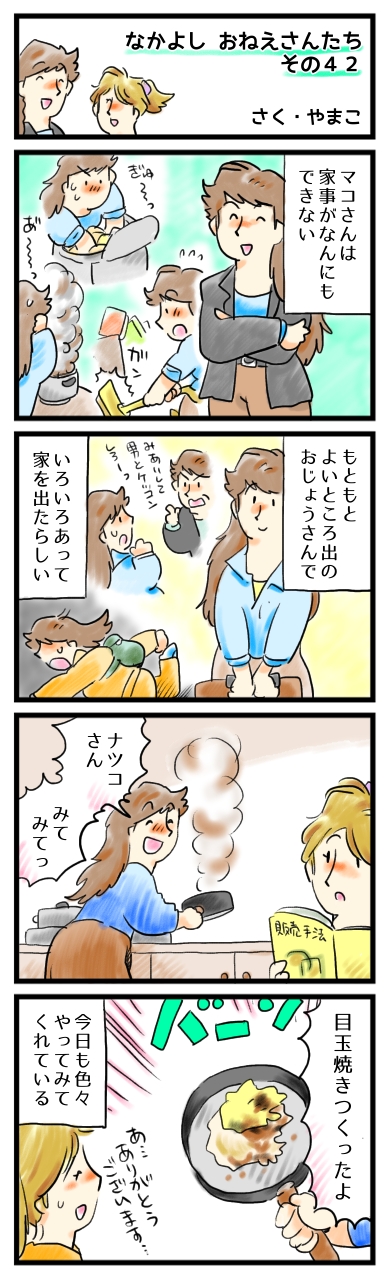 なかよし おねえさんたち
その４２
さく・やまこ
マコさんは
家事がなんにも
できない
ぎゅ～～っ
あ゛～～
ガン
もともと
よいところ出の
おじょうさんで
みあいしろ
男とケッコン
しろーっ
いろいろあって
家を出たらしい
ナツコ
さん
みて
みてっ
販売手法
目玉焼きつくったよ
バーン
今日も色々
やってみて
くれている
あ…
ありがとう
ございます…